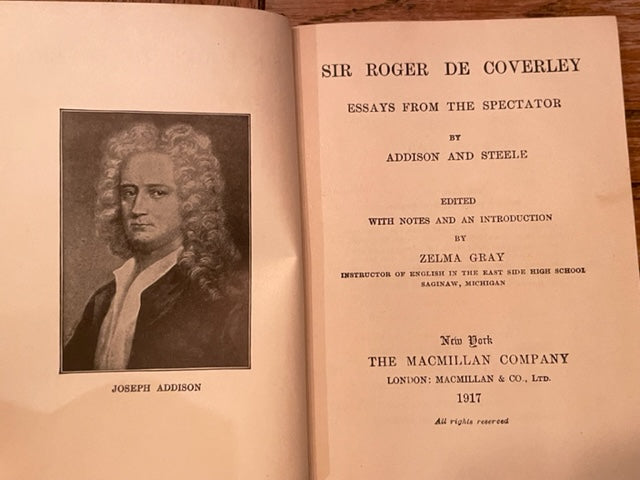 JOSEPH ADDISON
SIR ROGER DE COVERLEY
ESSAYS FROM THE SPECTATOR
BY
ADDISON AND STEELE
EDITED
WITH NOTES AND AN INTRODUCTION
BY
ZELMA GRAY
INSTRUCTOR OF ENGLISH IN THE EAST SIDE HIGH SCHOOL
SAGINAW, MICHIGAN
New York
THE MACMILLAN COMPANY
LONDON: MACMILLAN & CO., LTD.
1917
All rights reserved